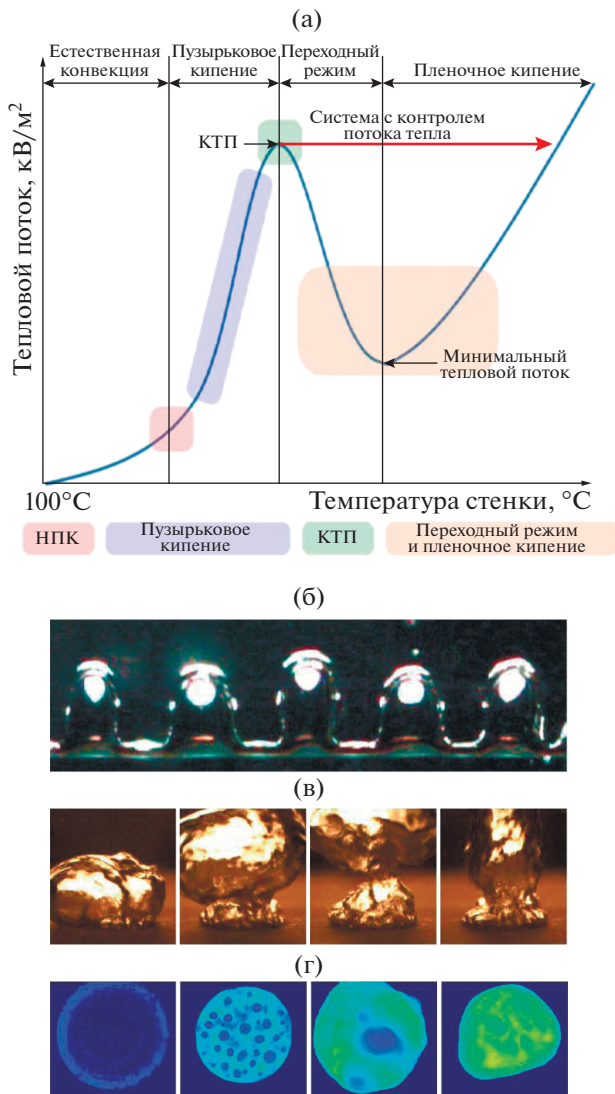 (а)
Естественная конвекция
Пузырьковое кипение
Переходный режим
Пленочное кипение
Система с контролем потока тепла
КТП
Тепловой поток, кВ/м²
Минимальный тепловой поток
100°C
Температура стенки, °C
НПК
Пузырьковое кипение
КТП
Переходный режим и пленочное кипение
(б)
(в)
(г)